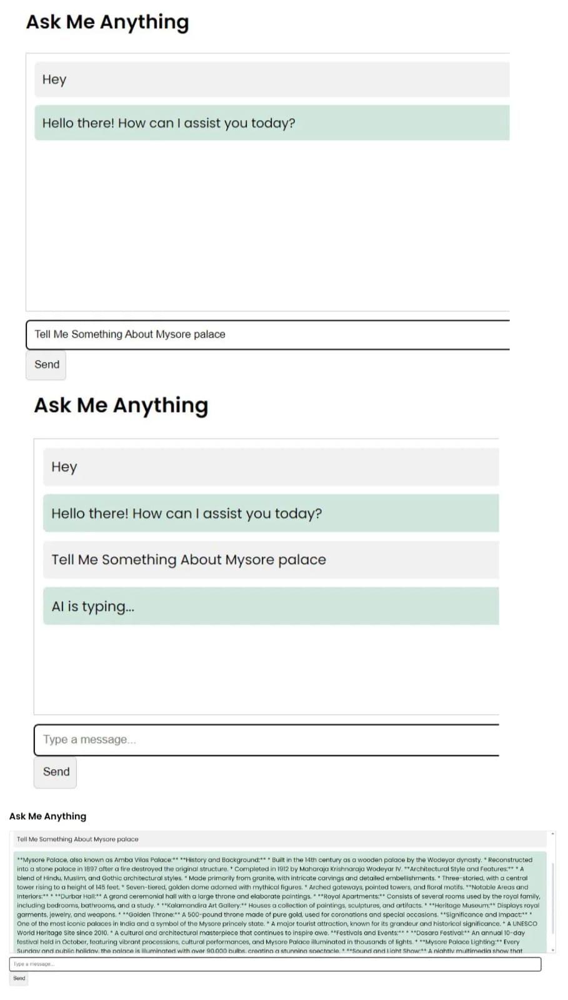 Ask Me Anything
Hey
Hello there! How can I assist you today?
Tell Me Something About Mysore palace
Send
Ask Me Anything
Hey
Hello there! How can I assist you today?
Tell Me Something About Mysore palace
AI is typing...
Type a message...
Send
Ask Me Anything
Tell Me Something About Mysore palace
**Mysore Palace, also known as Amba Vilas Palace:** **History and Background:** * Built in the 14th century as a wooden palace by the Wodeyar dynasty. * Reconstructed
into a stone palace in 1897 after a fire destroyed the original structure. * Completed in 1912 by Maharaja Krishnaraja Wodeyar IV. **Architectural Style and Features:** * A
blend of Hindu, Muslim, and Gothic architectural styles. * Made primarily from granite, with intricate carvings and detailed embellishments. * Three-storied, with a central
tower rising to a height of 145 feet. * Seven-tiered, golden dome adorned with mythical figures. * Arched gateways, pointed towers, and floral motifs. **Notable Areas and
Interiors:** * **Durbar Hall:** A grand ceremonial hall with a large throne and elaborate paintings. * **Royal Apartments:** Consists of several rooms used by the royal family,
including bedrooms, bathrooms, and a study. * **Kalamandira Art Gallery:** Houses a collection of paintings, sculptures, and artifacts. * **Heritage Museum:** Displays royal
garments, jewelry, and weapons. * **Golden Throne:** A 500-pound throne made of pure gold, used for coronations and special occasions. **Significance and Impact:** *
One of the most iconic palaces in India and a symbol of the Mysore princely state. * A major tourist attraction, known for its grandeur and historical significance. * A UNESCO
World Heritage Site since 2010. * A cultural and architectural masterpiece that continues to inspire awe. **Festivals and Events:** * **Dasara Festival:** An annual 10-day
festival held in October, featuring vibrant processions, cultural performances, and Mysore Palace illuminated in thousands of lights. * **Mysore Palace Lighting:** Every
Sunday and public holiday, the palace is illuminated with over 90,000 bulbs, creating a stunning spectacle. * **Sound and Light Show:** A nightly multimedia show that
Type a message...
Send